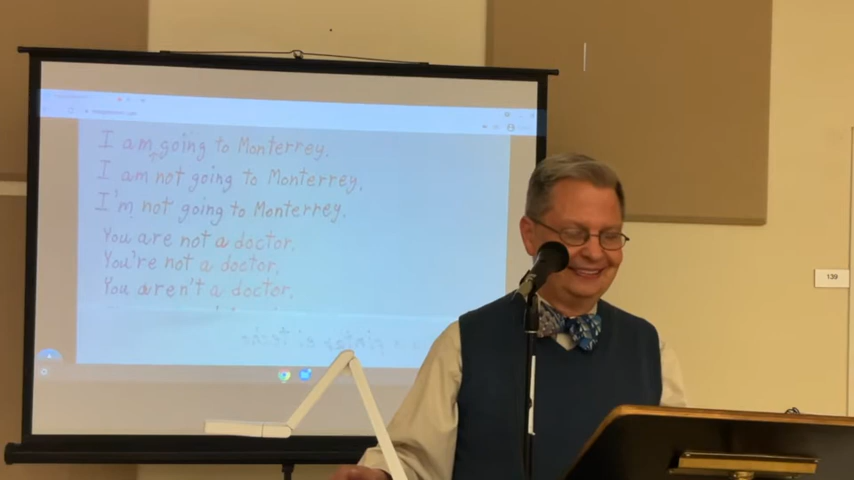 I am going to Monterrey.
I am not going to Monterrey.
I'm not going to Monterrey.
You are not a doctor.
You're not a doctor.
You aren't a doctor.
139